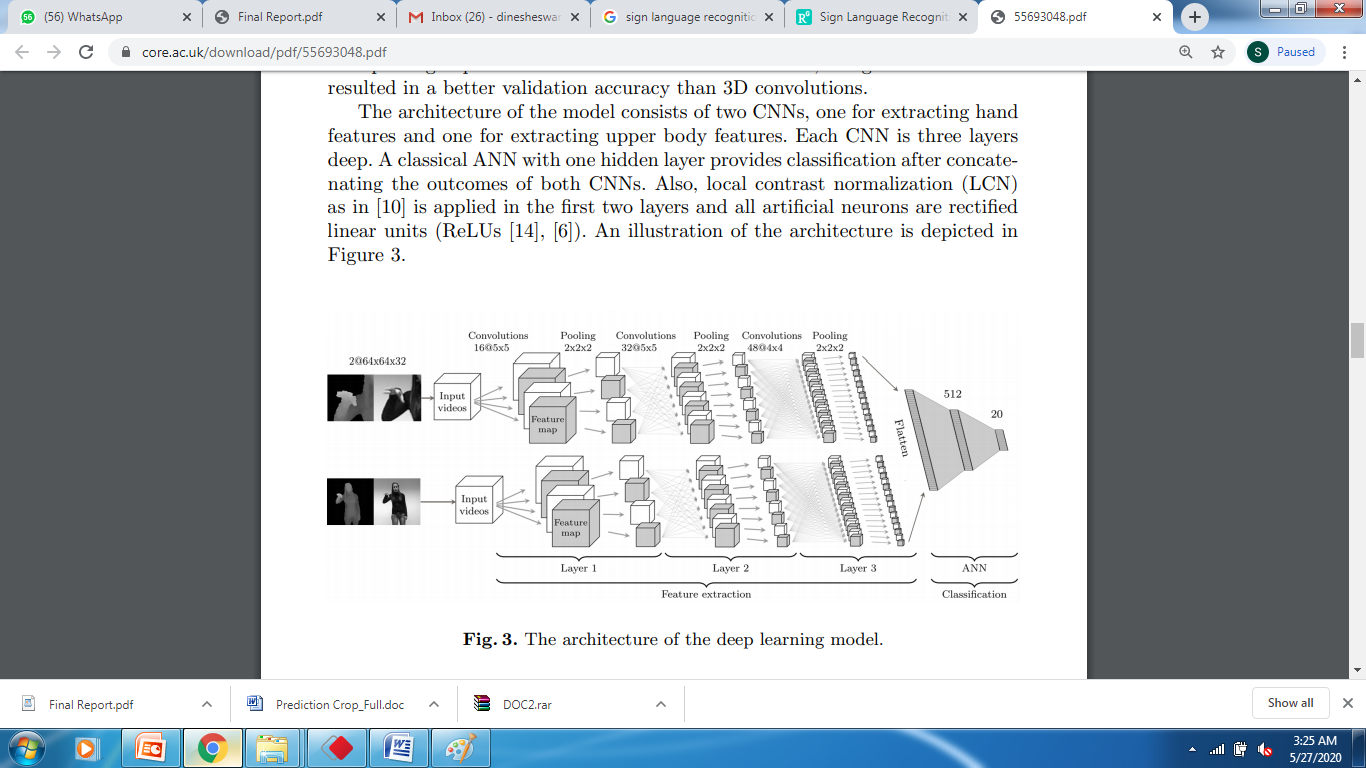 (56) WhatsApp
Final Report.pdf
Inbox (26) - dinesheswar
sign language recognitic
Sign Language Recognit
55693048.pdf
core.ac.uk/download/pdf/55693048.pdf
S
Paused
resulted in a better validation accuracy than 3D convolutions.
The architecture of the model consists of two CNNs, one for extracting hand
features and one for extracting upper body features. Each CNN is three layers
deep. A classical ANN with one hidden layer provides classification after concate-
nating the outcomes of both CNNs. Also, local contrast normalization (LCN)
as in [10] is applied in the first two layers and all artificial neurons are rectified
linear units (ReLUs [14], [6]). An illustration of the architecture is depicted in
Figure 3.
Convolutions Pooling Convolutions Pooling Convolutions Pooling
16@5x5 2x2x2 32@5x5 2x2x2 48@4x4 2x2x2
2@64x64x32
Input
videos
Feature
map
Flatten
512
20
Input
videos
Feature
map
Layer 1 Layer 2 Layer 3 ANN
Feature extraction Classification
Fig. 3. The architecture of the deep learning model.
Final Report.pdf
Prediction Crop_Full.doc
DOC2.rar
Show all
3:25 AM
5/27/2020